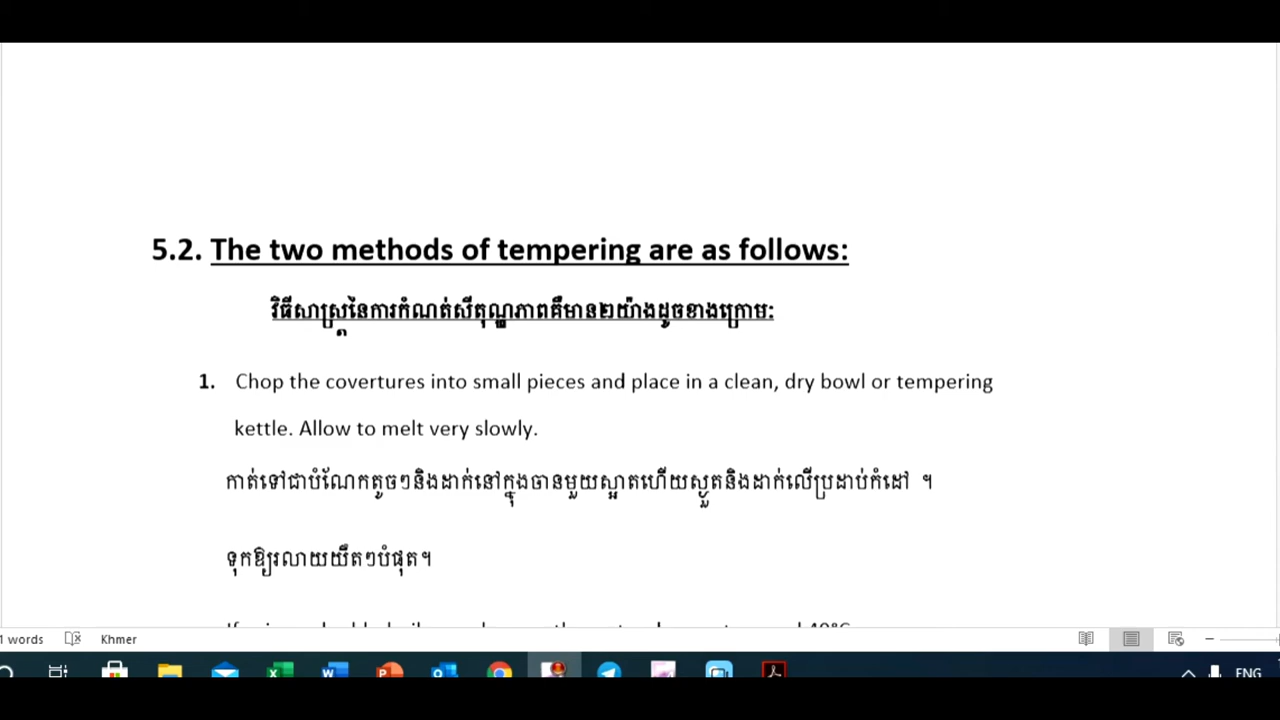 5.2. The two methods of tempering are as follows:
វិធីសាស្ត្រនៃការកំណត់សីតុណ្ហភាពគឺមាន២យ៉ាងដូចខាងក្រោម:
1. Chop the covertures into small pieces and place in a clean, dry bowl or tempering
kettle. Allow to melt very slowly.
កាត់ទៅជាបំណែកតូចៗនិងដាក់នៅក្នុងចានមួយស្អាតហើយស្ងួតនិងដាក់លើប្រដាប់កំដៅ ។
ទុកឱ្យរលាយយឺតៗបំផុត។
words
Khmer
ENG